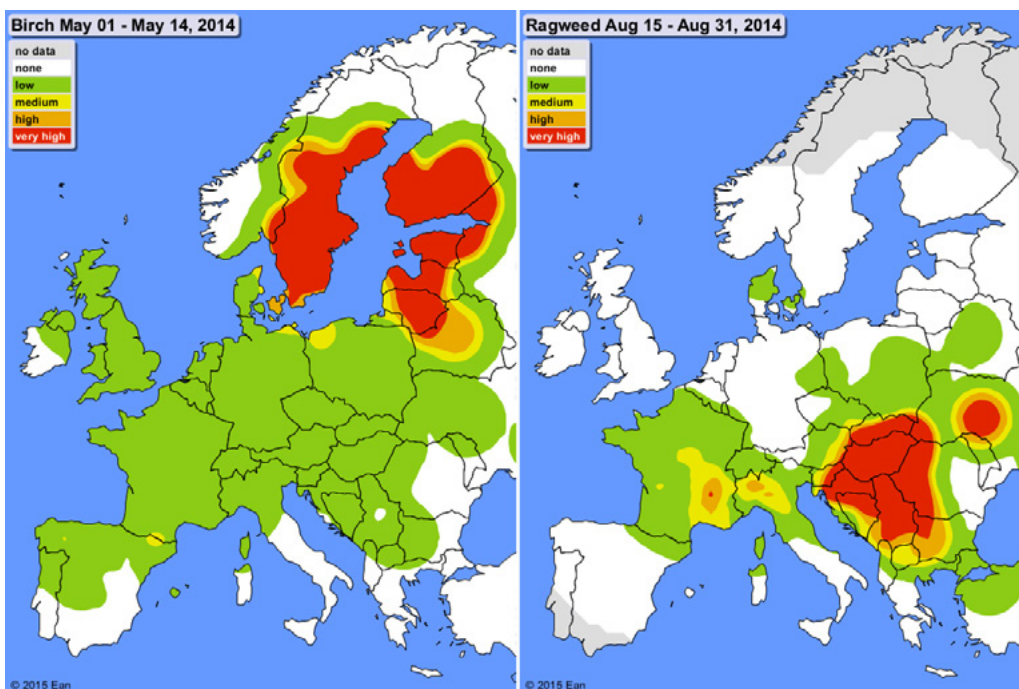 Birch May 01 - May 14, 2014
no data
none
low
medium
high
very high
© 2015 Ean
Ragweed Aug 15 - Aug 31, 2014
no data
none
low
medium
high
very high
© 2015 Ean